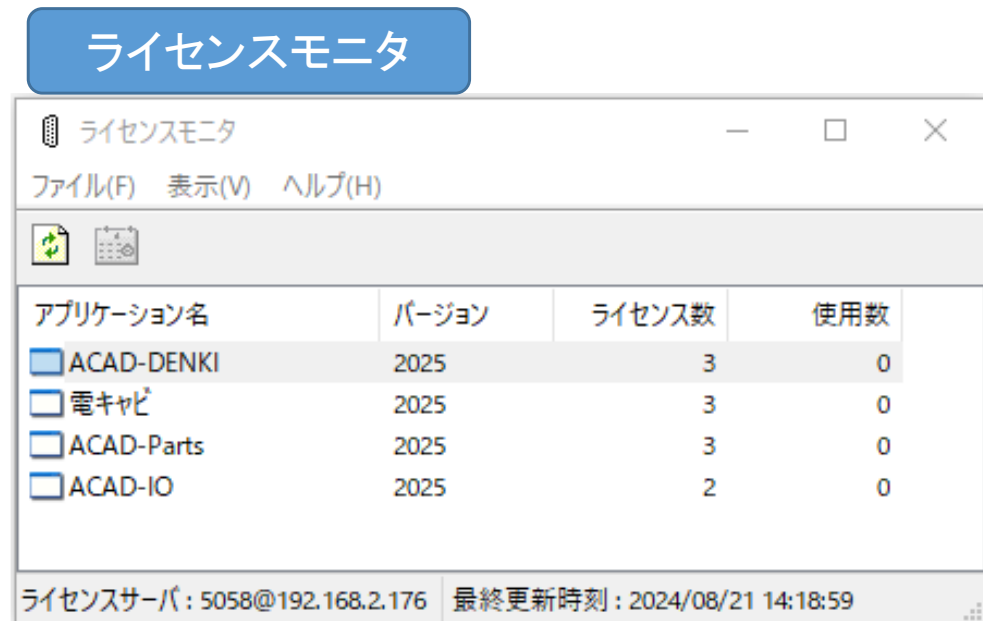 ライセンスモニタ
ライセンスモニタ
ファイル(F) 表示(V) ヘルプ(H)
アプリケーション名 バージョン ライセンス数 使用数
ACAD-DENKI 2025 3 0
電キャビ 2025 3 0
ACAD-Parts 2025 3 0
ACAD-IO 2025 2 0
ライセンスサーバ : 5058@192.168.2.176 最終更新時刻 : 2024/08/21 14:18:59